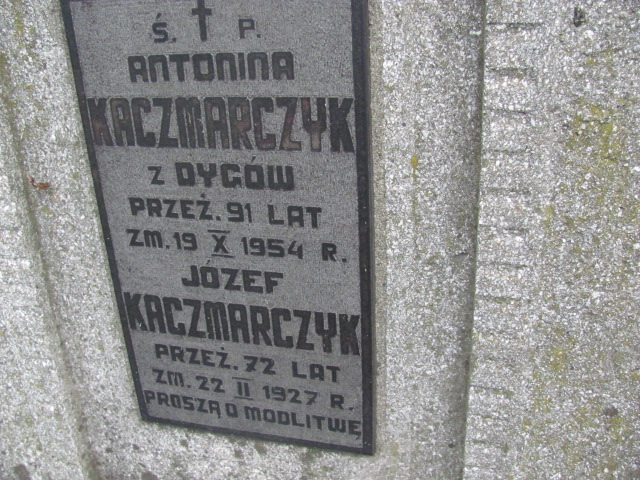 Ś. † P.
ANTONINA
KACZMARCZYK
Z DYGÓW
PRZEŻ. 91 LAT
ZM. 19 X 1954 R.
JÓZEF
KACZMARCZYK
PRZEŻ. 72 LAT
ZM. 22 II 1927 R.
PROSZĄ O MODLITWĘ